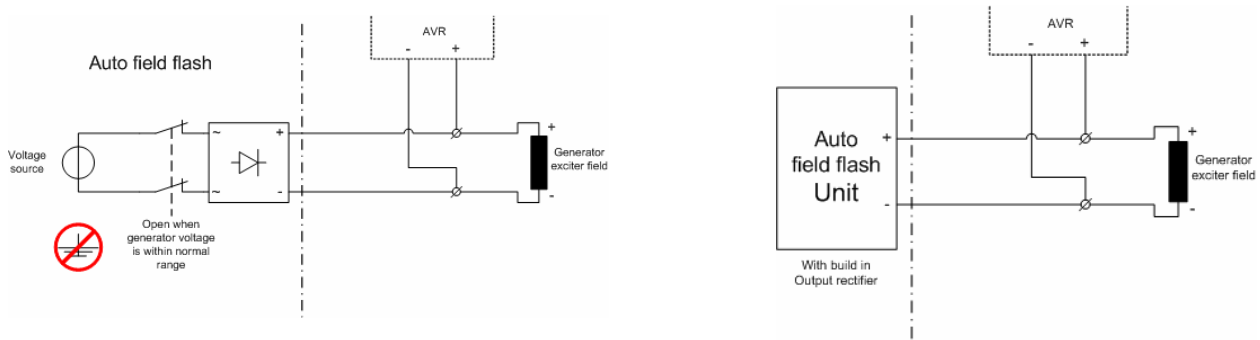 AVR
- +
Auto field flash
~ +
~ -
Voltage
source
+
-
Generator
exciter field
Open when
generator voltage
is within normal
range
AVR
- +
Auto
field flash
Unit
+
-
+
-
Generator
exciter field
With build in
Output rectifier